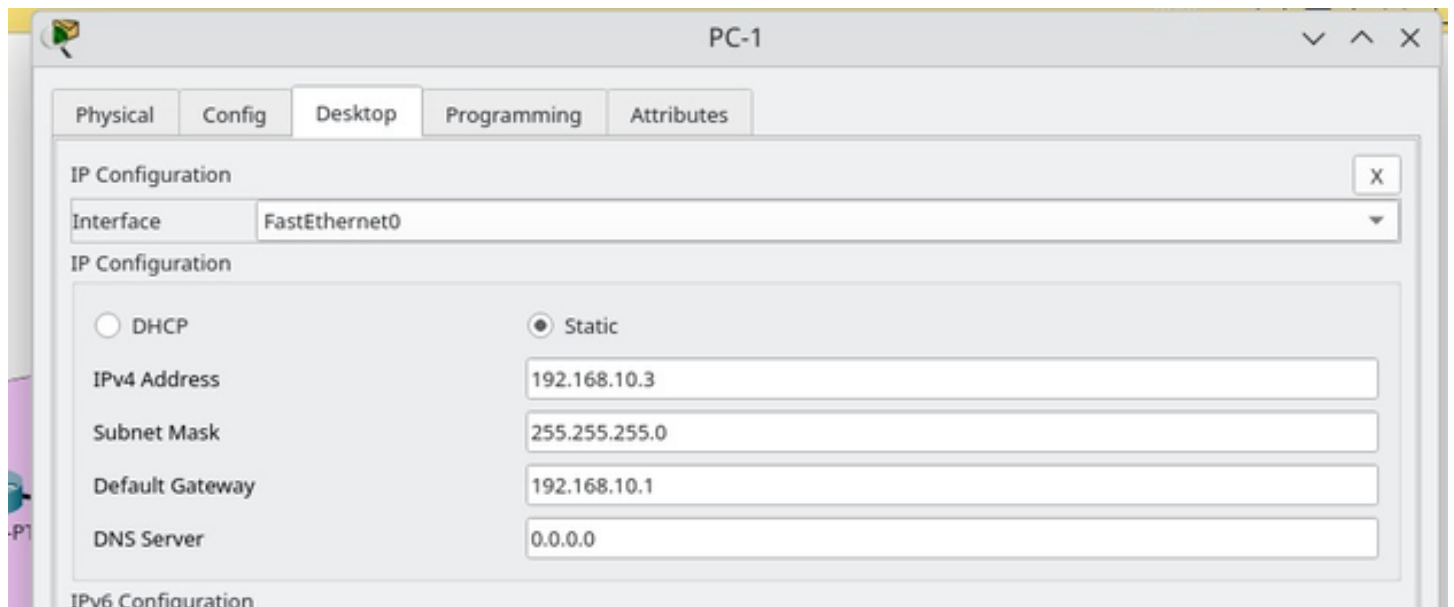 PC-1
Physical Config Desktop Programming Attributes
IP Configuration X
Interface FastEthernet0
IP Configuration
DHCP Static
IPv4 Address 192.168.10.3
Subnet Mask 255.255.255.0
Default Gateway 192.168.10.1
-PT DNS Server 0.0.0.0
IPv6 Configuration